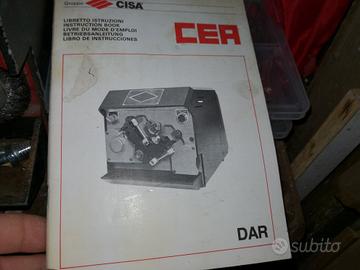 Gruppo CISA®
LIBRETTO ISTRUZIONI
INSTRUCTION BOOK
LIVRE DU MODE D'EMPLOI
BETRIEBSANLEITUNG
LIBRO DE INSTRUCCIONES
CEA
DAR
subito